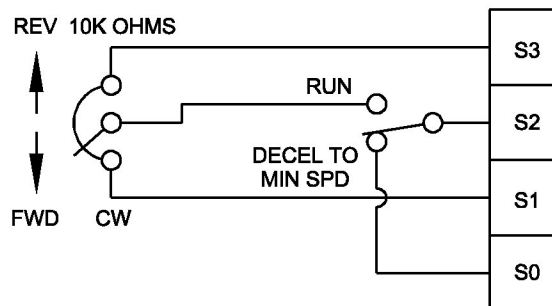 REV 10K OHMS
S3
RUN
S2
DECEL TO
MIN SPD
S1
FWD CW
S0